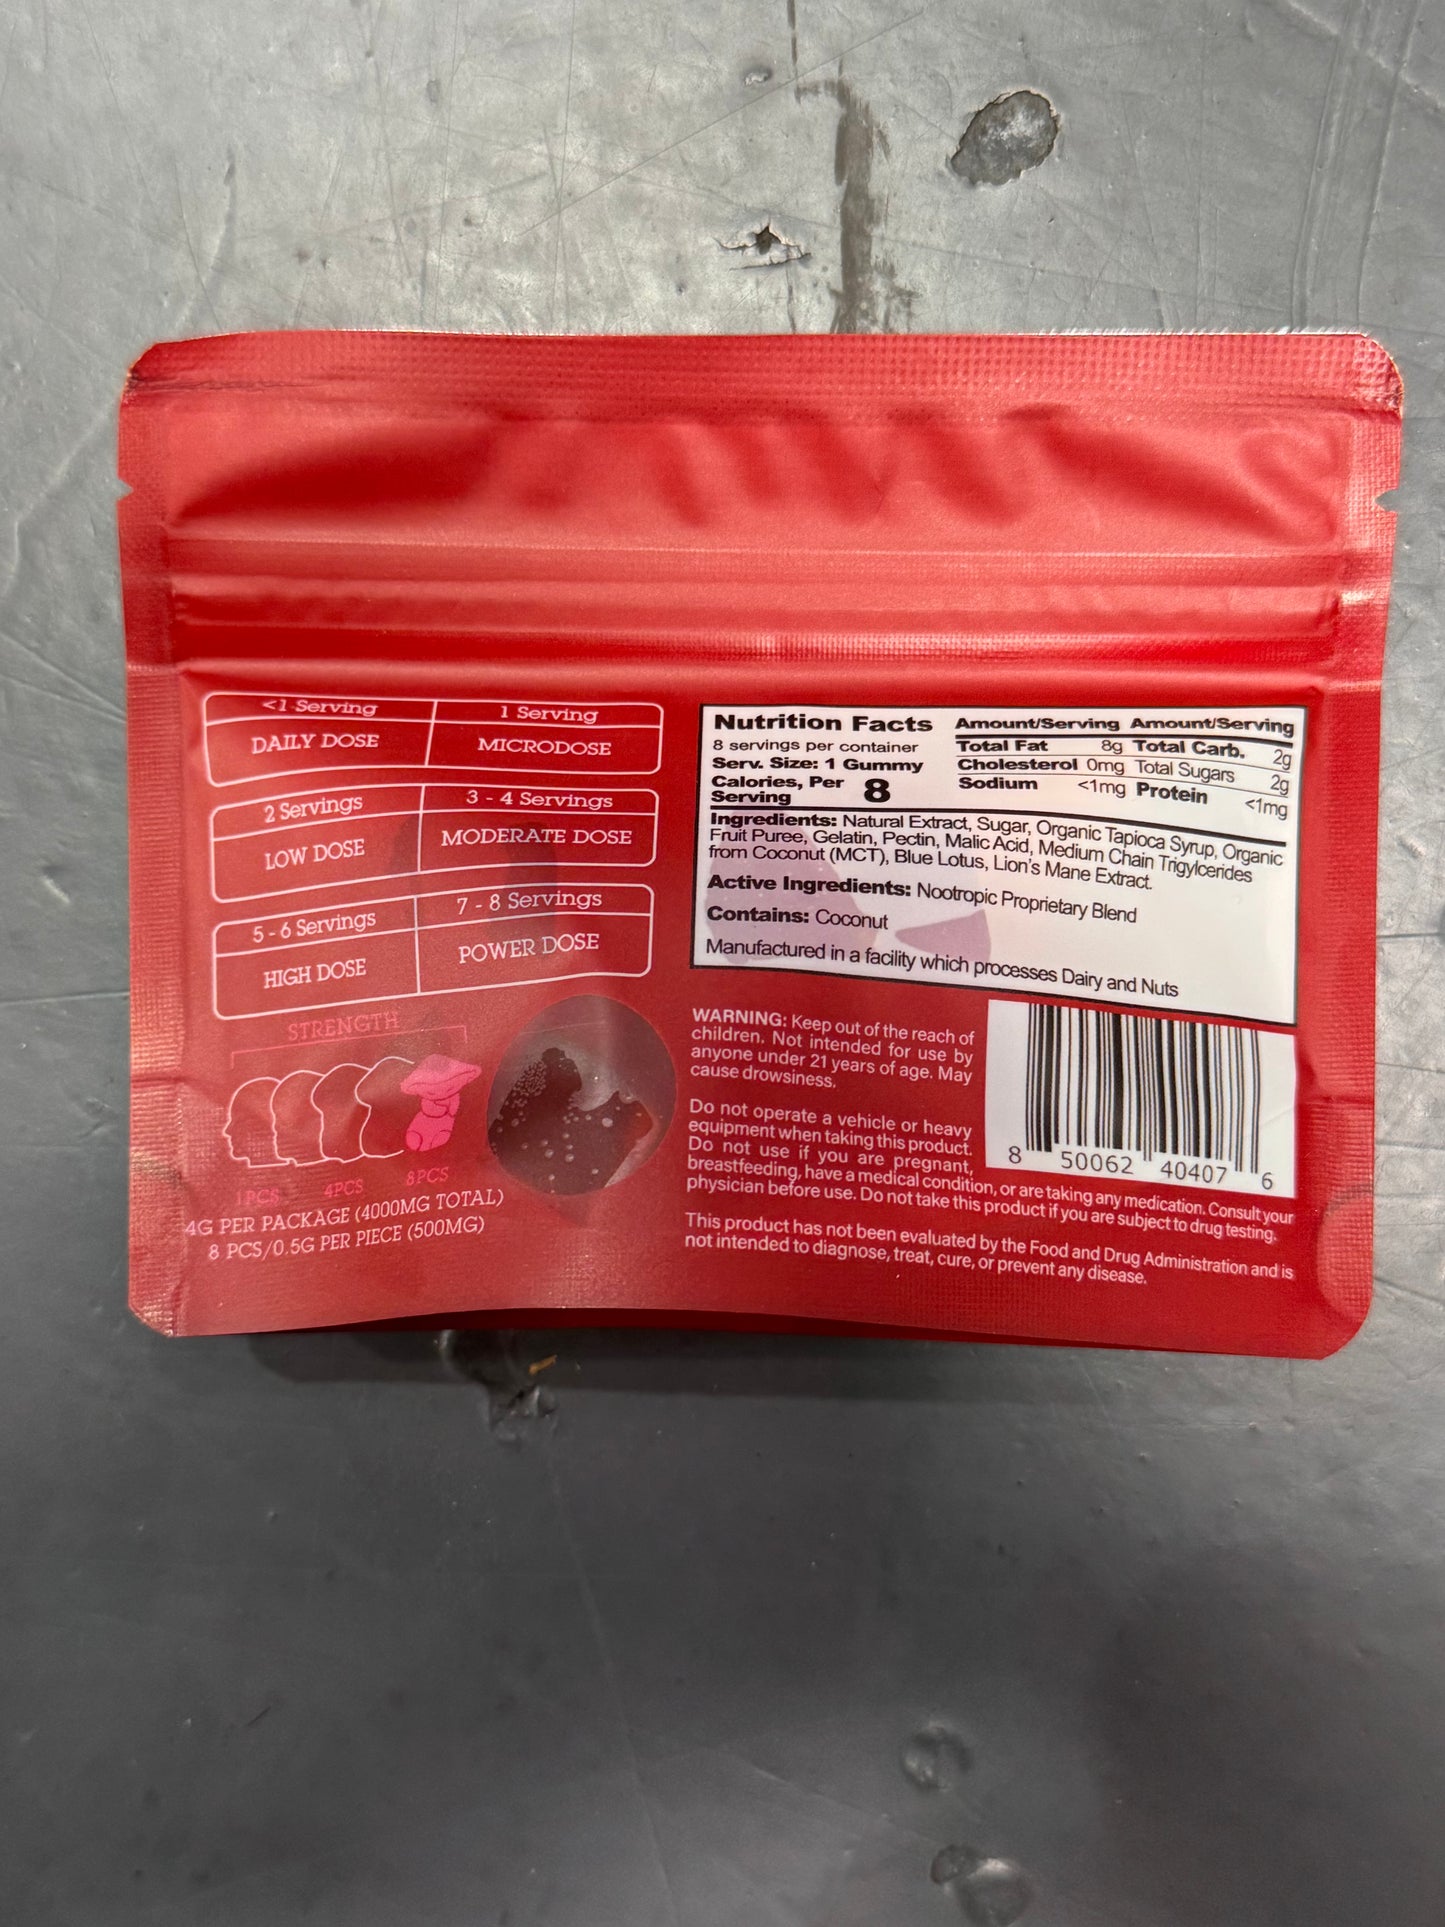 <1 Serving
1 Serving
DAILY DOSE
MICRODOSE
2 Servings
3 - 4 Servings
LOW DOSE
MODERATE DOSE
5 - 6 Servings
7 - 8 Servings
HIGH DOSE
POWER DOSE
STRENGTH
1PCS
4PCS
8PCS
4G PER PACKAGE (4000MG TOTAL)
8 PCS/0.5G PER PIECE (500MG)
Nutrition Facts
8 servings per container
Serv. Size: 1 Gummy
Calories, Per
Serving
8
Amount/Serving Amount/Serving
Total Fat 8g Total Carb. 2g
Cholesterol 0mg Total Sugars 2g
Sodium <1mg Protein <1mg
Ingredients: Natural Extract, Sugar, Organic Tapioca Syrup, Organic
Fruit Puree, Gelatin, Pectin, Malic Acid, Medium Chain Trigylcerides
from Coconut (MCT), Blue Lotus, Lion's Mane Extract.
Active Ingredients: Nootropic Proprietary Blend
Contains: Coconut
Manufactured in a facility which processes Dairy and Nuts
WARNING: Keep out of the reach of
children. Not intended for use by
anyone under 21 years of age. May
cause drowsiness.
Do not operate a vehicle or heavy
equipment when taking this product.
Do not use if you are pregnant,
breastfeeding, have a medical condition, or are taking any medication. Consult your
physician before use. Do not take this product if you are subject to drug testing.
This product has not been evaluated by the Food and Drug Administration and is
not intended to diagnose, treat, cure, or prevent any disease.
8 50062 40407 6